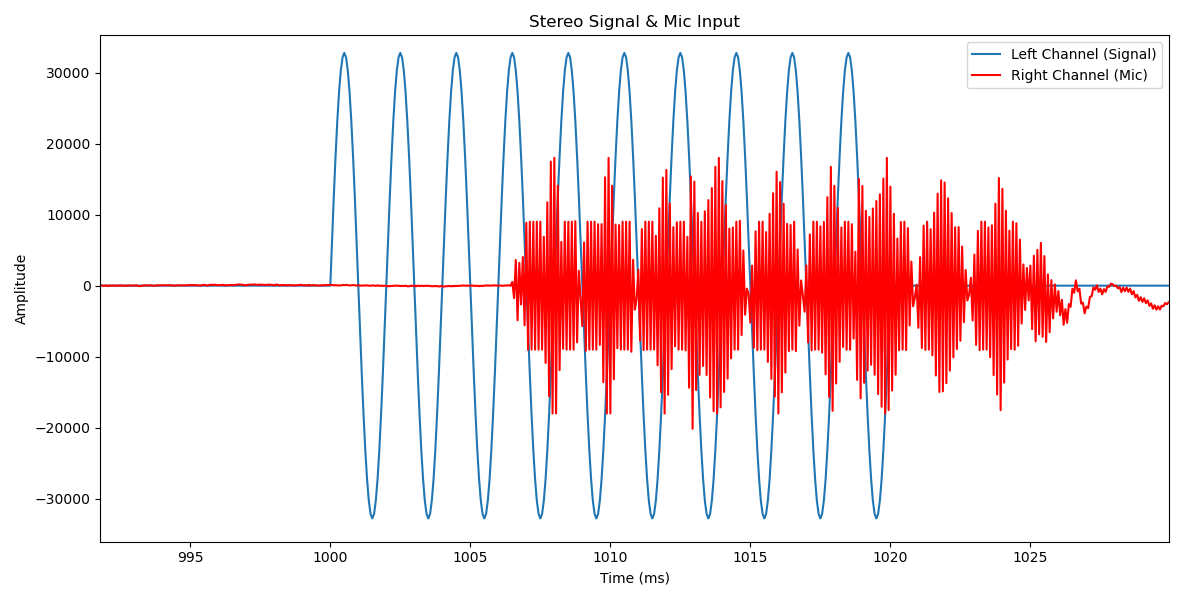 Stereo Signal & Mic Input
Left Channel (Signal)
Right Channel (Mic)
Amplitude
30000
20000
10000
0
−10000
−20000
−30000
995
1000
1005
1010
1015
1020
1025
Time (ms)